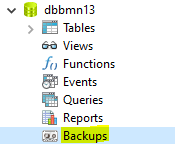 dbbmn13
Tables
Views
f() Functions
Events
Queries
Reports
Backups